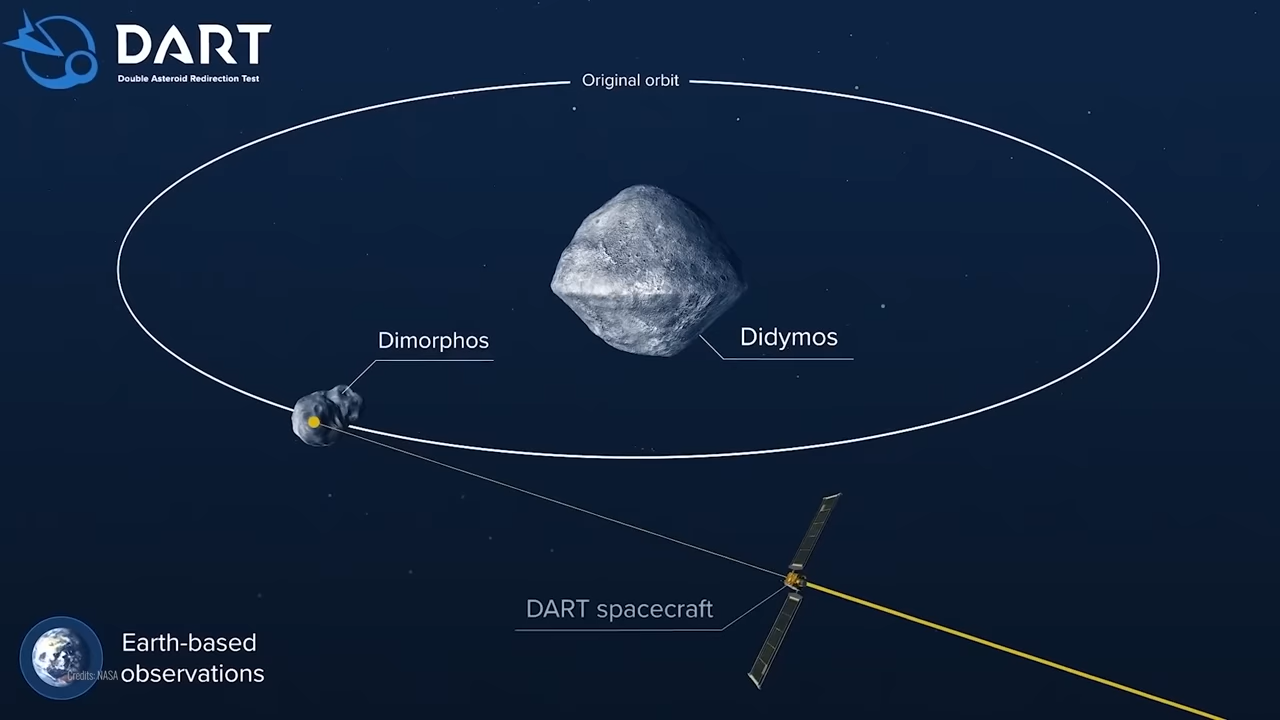 DART
Double Asteroid Redirection Test
Original orbit
Dimorphos
Didymos
DART spacecraft
Earth-based
observations
Credits: NASA